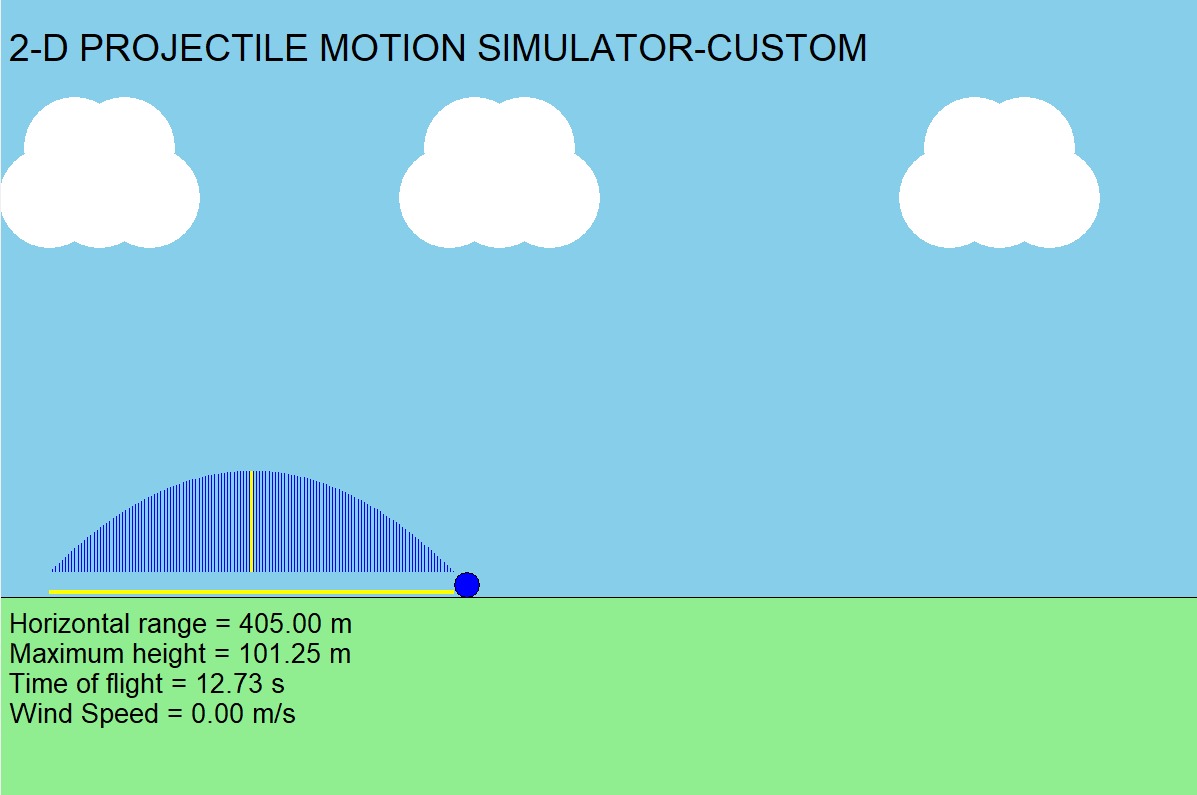 2-D PROJECTILE MOTION SIMULATOR-CUSTOM
Horizontal range = 405.00 m
Maximum height = 101.25 m
Time of flight = 12.73 s
Wind Speed = 0.00 m/s